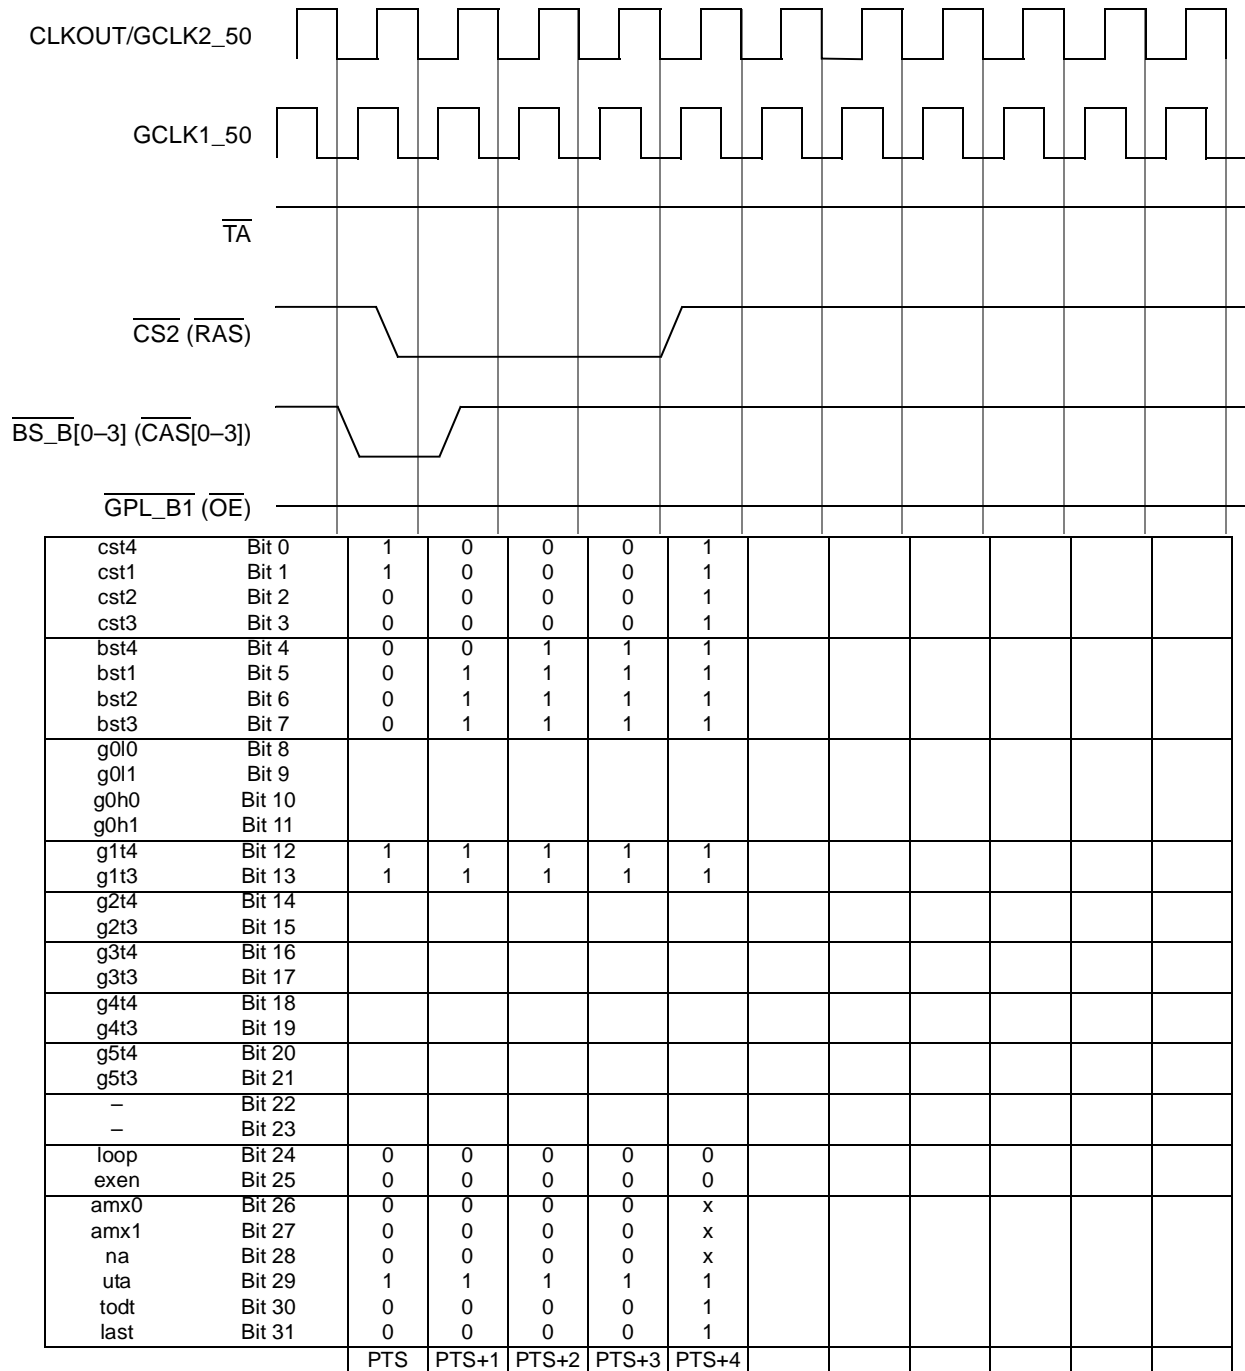 CLKOUT/GCLK2_50
GCLK1_50
TA
CS2 (RAS)
BS_B[0–3] (CAS[0–3])
GPL_B1 (OE)
cst4 Bit 0 1 0 0 0 1
cst1 Bit 1 1 0 0 0 1
cst2 Bit 2 0 0 0 0 1
cst3 Bit 3 0 0 0 0 1
bst4 Bit 4 0 0 1 1 1
bst1 Bit 5 0 1 1 1 1
bst2 Bit 6 0 1 1 1 1
bst3 Bit 7 0 1 1 1 1
g0l0 Bit 8
g0l1 Bit 9
g0h0 Bit 10
g0h1 Bit 11
g1t4 Bit 12 1 1 1 1 1
g1t3 Bit 13 1 1 1 1 1
g2t4 Bit 14
g2t3 Bit 15
g3t4 Bit 16
g3t3 Bit 17
g4t4 Bit 18
g4t3 Bit 19
g5t4 Bit 20
g5t3 Bit 21
– Bit 22
– Bit 23
loop Bit 24 0 0 0 0 0
exen Bit 25 0 0 0 0 0
amx0 Bit 26 0 0 0 0 x
amx1 Bit 27 0 0 0 0 x
na Bit 28 0 0 0 0 x
uta Bit 29 1 1 1 1 1
todt Bit 30 0 0 0 0 1
last Bit 31 0 0 0 0 1
PTS PTS+1 PTS+2 PTS+3 PTS+4